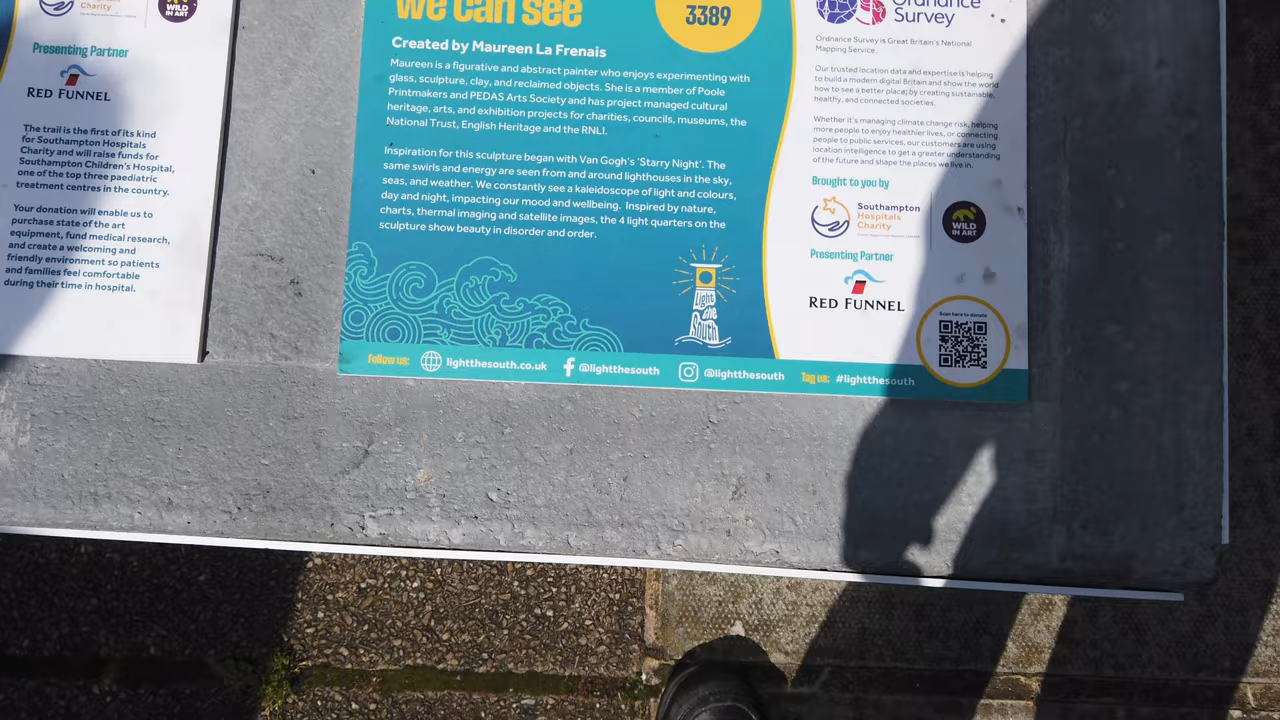 Hospitals
Charity
WILD
IN ART
Presenting Partner
RED FUNNEL
The trail is the first of its kind
for Southampton Hospitals
Charity and will raise funds for
Southampton Children's Hospital,
one of the top three paediatric
treatment centres in the country.
Your donation will enable us to
purchase state of the art
equipment, fund medical research,
and create a welcoming and
friendly environment so patients
and families feel comfortable
during their time in hospital.
we can see
3389
Created by Maureen La Frenais
Maureen is a figurative and abstract painter who enjoys experimenting with
glass, sculpture, clay, and reclaimed objects. She is a member of Poole
Printmakers and PEDAS Arts Society and has project managed cultural
heritage, arts, and exhibition projects for charities, councils, museums, the
National Trust, English Heritage and the RNLI.
Inspiration for this sculpture began with Van Gogh's 'Starry Night'. The
same swirls and energy are seen from and around lighthouses in the sky,
seas, and weather. We constantly see a kaleidoscope of light and colours,
day and night, impacting our mood and wellbeing. Inspired by nature,
charts, thermal imaging and satellite images, the 4 light quarters on the
sculpture show beauty in disorder and order.
Light
the
South
Follow us: lightthesouth.co.uk @lightthesouth @lightthesouth Tag us: #lightthesouth
Ordnance
Survey
Ordnance Survey is Great Britain's National
Mapping Service.
Our trusted location data and expertise is helping
to build a modern digital Britain and show the world
how to see a better place; by creating sustainable,
healthy, and connected societies.
Whether it's managing climate change risk, helping
more people to enjoy healthier lives, or connecting
people to public services, our customers are using
location intelligence to get a greater understanding
of the future and shape the places we live in.
Brought to you by
Southampton
Hospitals
Charity
WILD
IN ART
Presenting Partner
RED FUNNEL
Scan here to donate